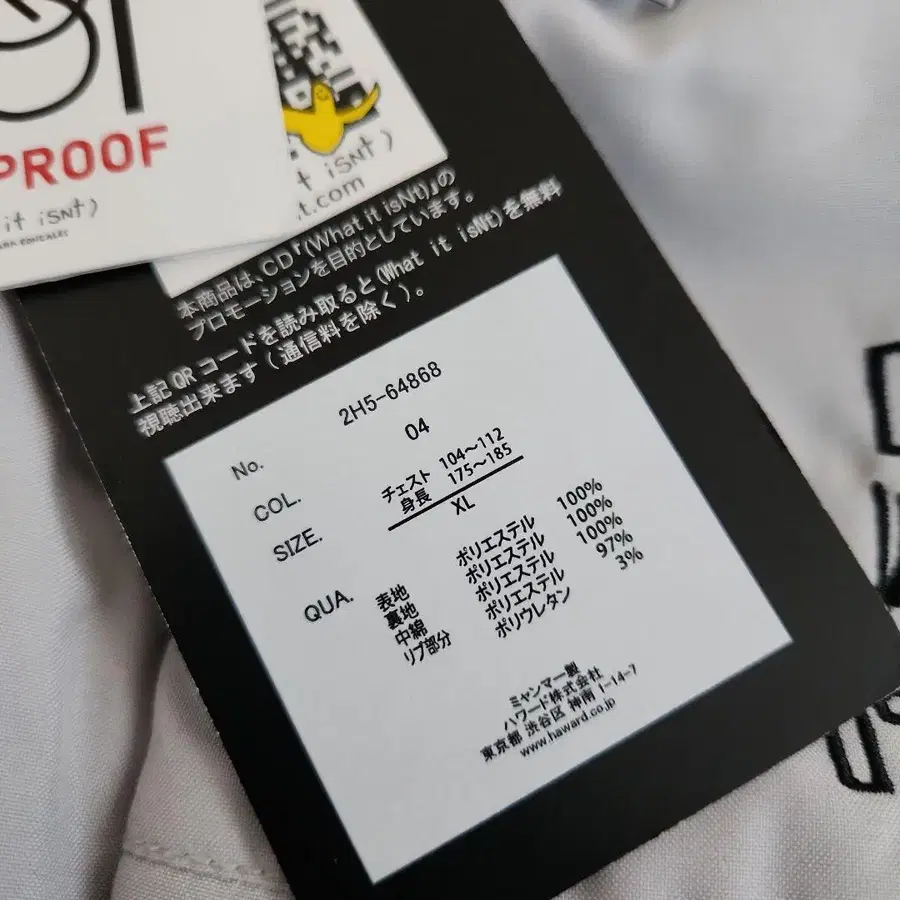 PROOF
it isNt)
t isNt)
t.com
本商品は、CD『(What it isNt)』の
プロモーションを目的としています。
上記QRコードを読み取ると(What it isNt)を無料
視聴出来ます(通信料を除く)。
No. 2H5-64868
COL. 04
SIZE. チェスト 104～112
身長 175～185
XL
QUA. 表地 ポリエステル 100%
裏地 ポリエステル 100%
中綿 ポリエステル 100%
リブ部分 ポリエステル 97%
ポリウレタン 3%
ミャンマー製
ハワード株式会社
東京都 渋谷区 神南 1-14-7
www.haward.co.jp